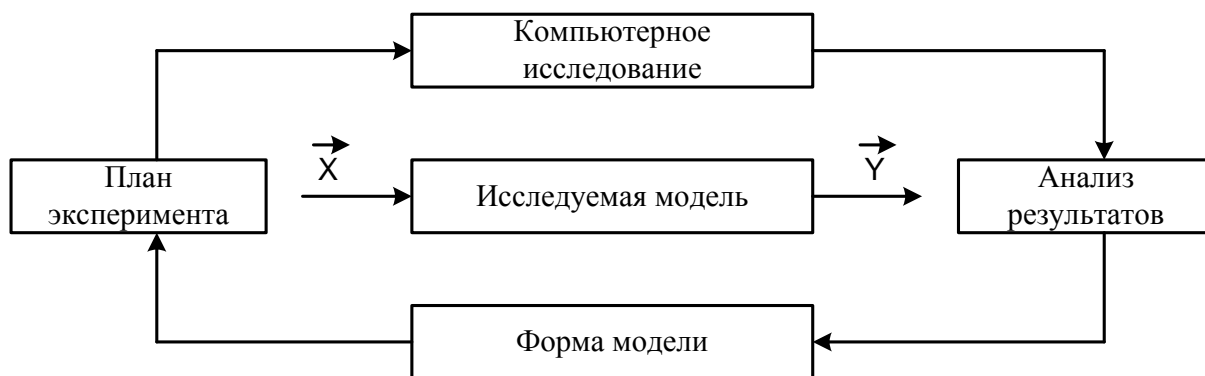 Компьютерное
исследование
План
эксперимента
X
Исследуемая модель
Y
Анализ
результатов
Форма модели